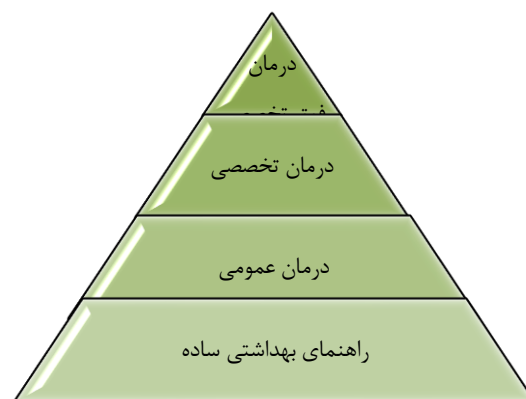 درمان
درمان تخصصی
درمان عمومی
راهنمای بهداشتی ساده